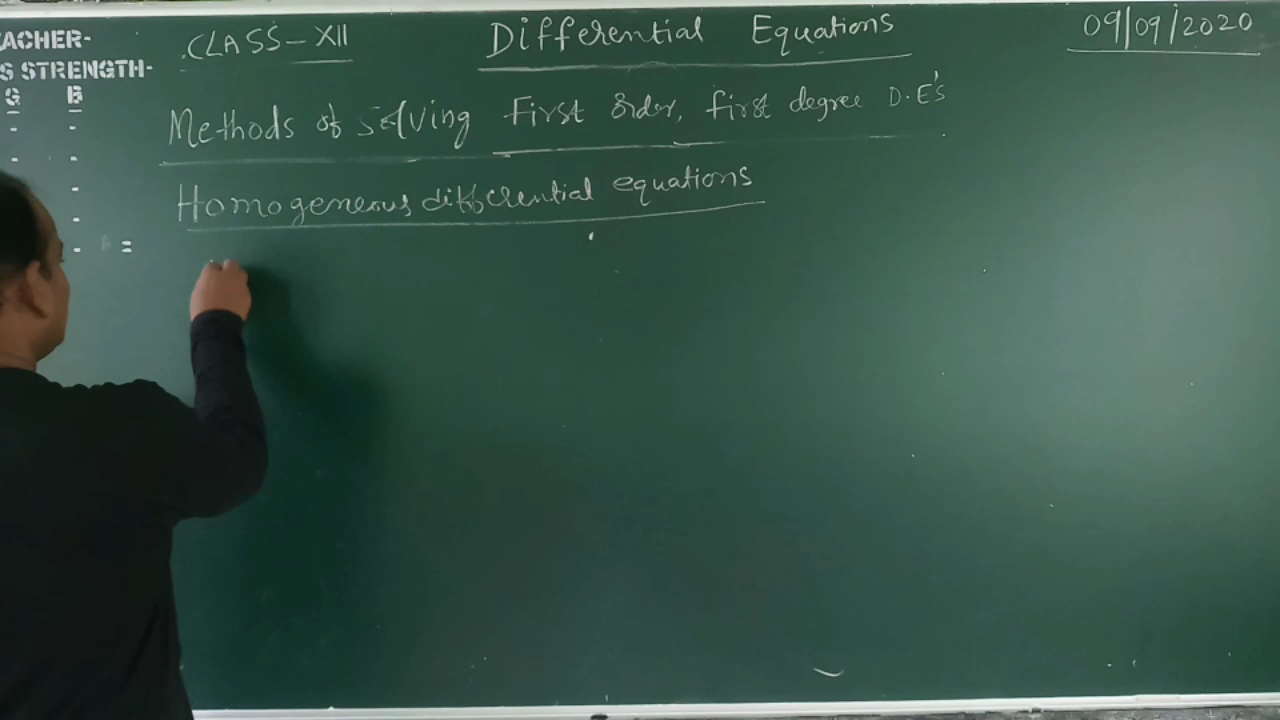 CLASS-XII Differential Equations 09/09/2020
ACHER-
S STRENGTH-
G B
Methods of solving First order, first degree D.E's
Homogeneous differential equations